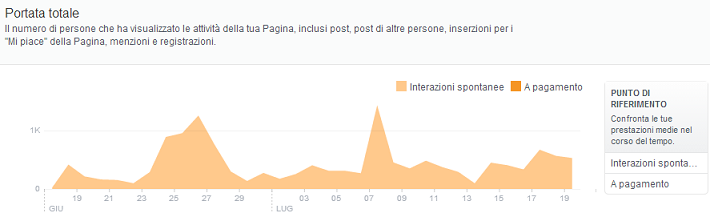 Portata totale
Il numero di persone che ha visualizzato le attività della tua Pagina, inclusi post, post di altre persone, inserzioni per i
"Mi piace" della Pagina, menzioni e registrazioni.
Interazioni spontanee A pagamento
PUNTO DI
RIFERIMENTO
Confronta le tue
prestazioni medie nel
corso del tempo.
Interazioni sponta...
A pagamento
1K
0
19 21 23 25 27 29 01 03 05 07 09 11 13 15 17 19
GIU LUG